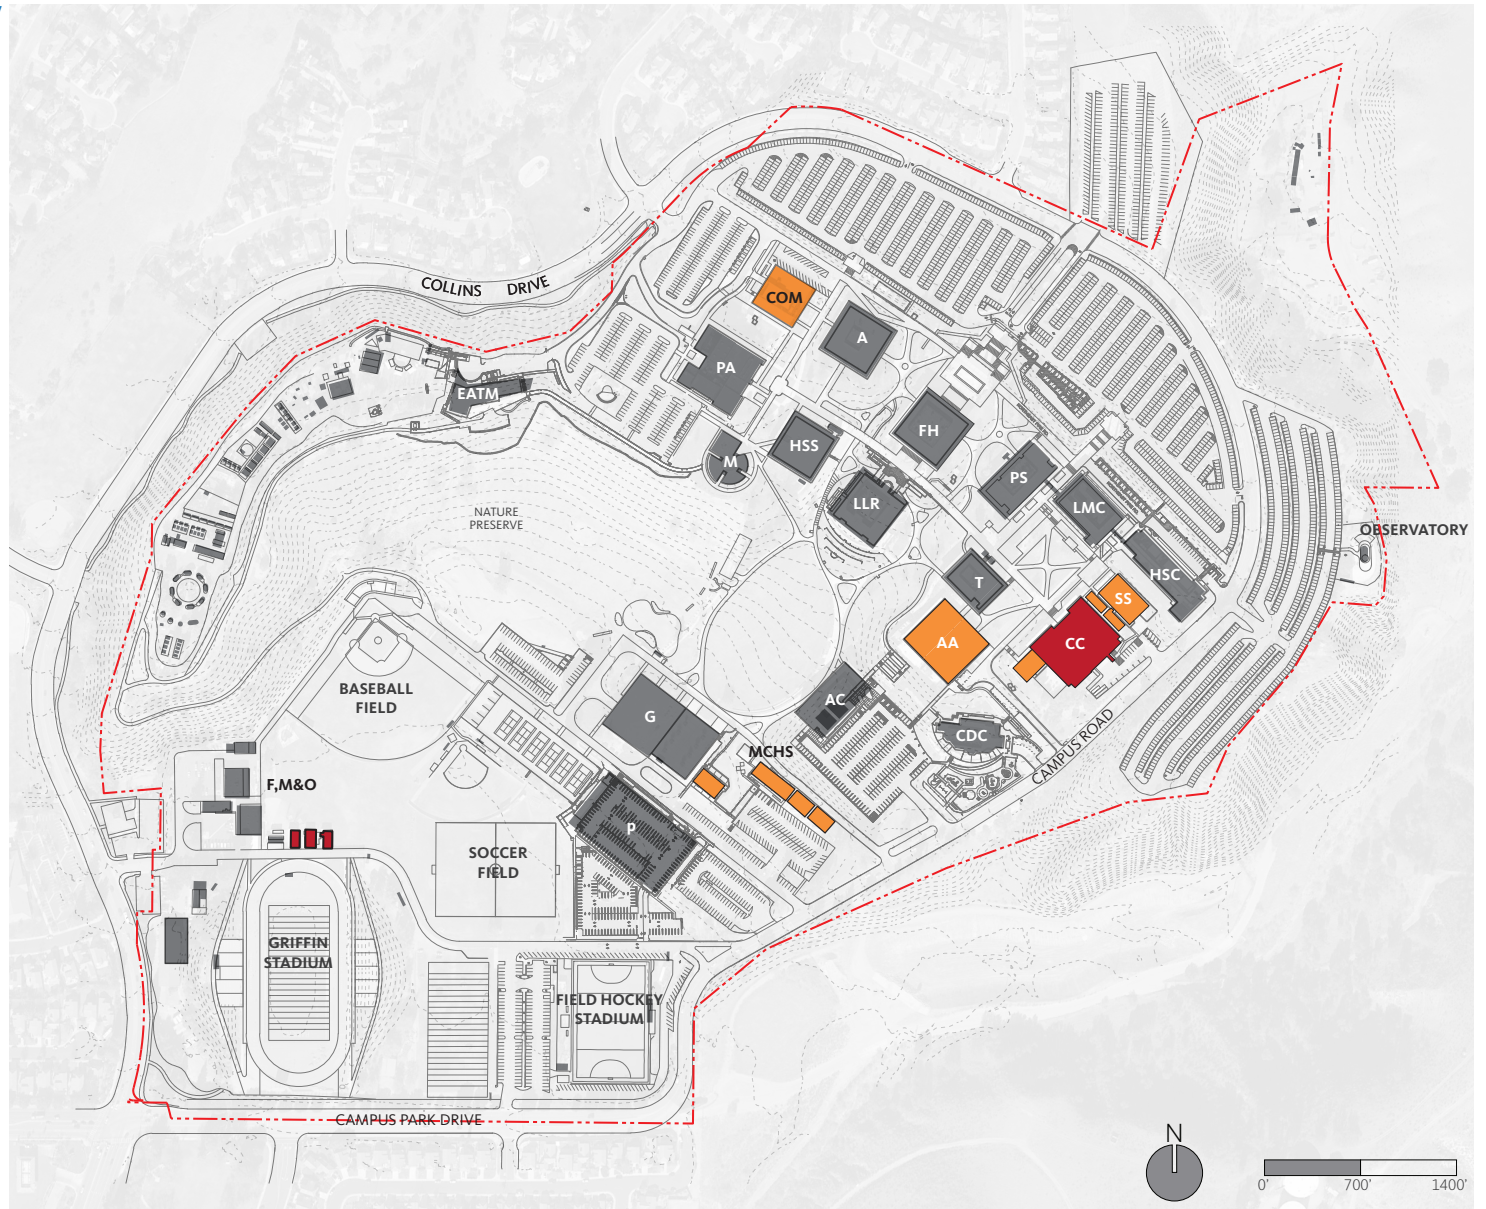 COLLINS DRIVE
COM
A
PA
EATM
FH
HSS
M
PS
LLR
LMC
NATURE
PRESERVE
OBSERVATORY
HSC
T
SS
AA
CC
BASEBALL
FIELD
AC
G
CDC
CAMPUS ROAD
MCHS
F,M&O
P
SOCCER
FIELD
GRIFFIN
STADIUM
FIELD HOCKEY
STADIUM
CAMPUS PARK DRIVE
N
0' 700' 1400'